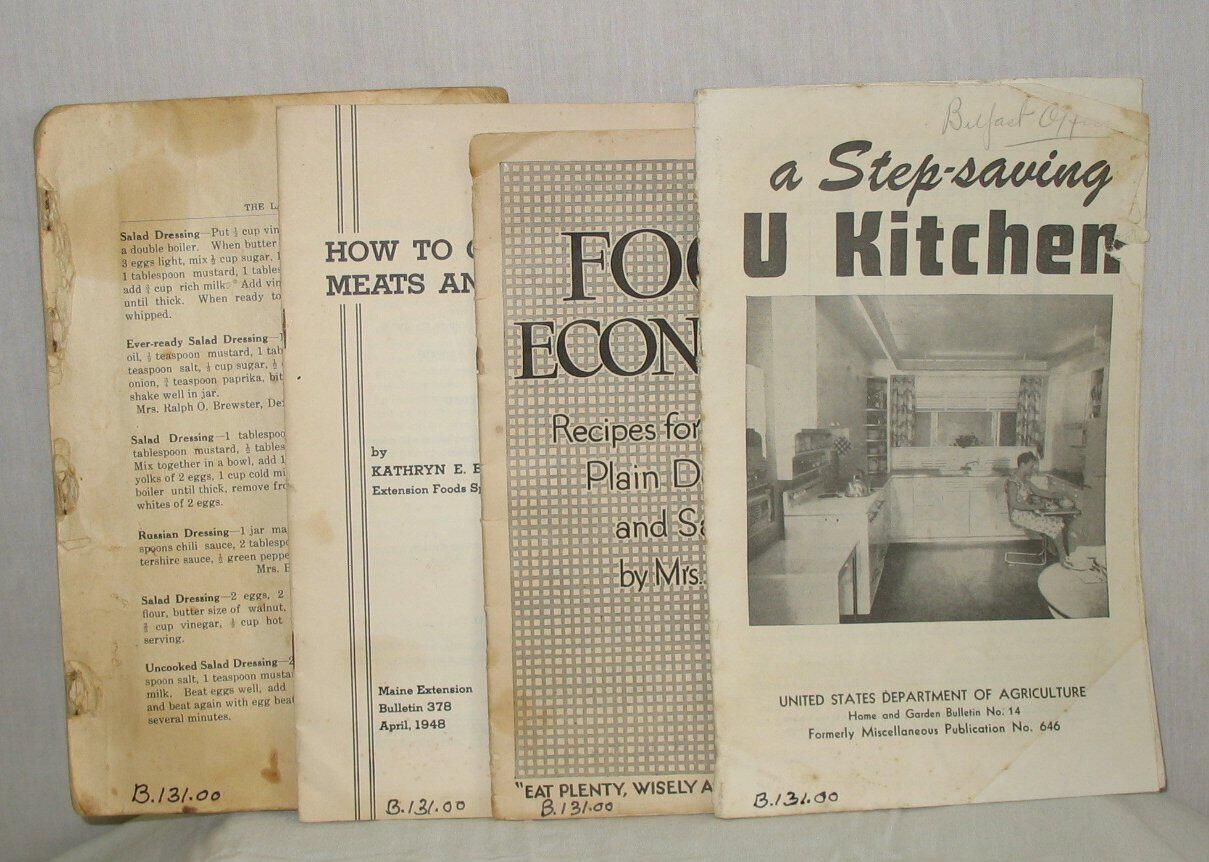 THE L
Salad Dressing—Put ½ cup vin
a double boiler. When butter
3 eggs light, mix ½ cup sugar, 1
1 tablespoon mustard, 1 tables
add ¾ cup rich milk. Add vin
until thick. When ready to
whipped.
Ever-ready Salad Dressing—1
oil, ½ teaspoon mustard, 1 tab
teaspoon salt, ½ cup sugar, ½
onion, ½ teaspoon paprika, bit
shake well in jar.
Mrs. Ralph O. Brewster, De
Salad Dressing—1 tablespoo
tablespoon mustard, ½ tables
Mix together in a bowl, add 1
yolks of 2 eggs, 1 cup cold mi
boiler until thick, remove fro
whites of 2 eggs.
Russian Dressing—1 jar ma
spoons chili sauce, 2 tablespo
tershire sauce, ½ green peppe
Mrs. E
Salad Dressing—2 eggs, 2
flour, butter size of walnut,
cup vinegar, ½ cup hot
serving.
Uncooked Salad Dressing—2
spoon salt, 1 teaspoon musta
milk. Beat eggs well, add
and beat again with egg beat
several minutes.
B.131.00
HOW TO C
MEATS AN
by
KATHRYN E. B
Extension Foods Sp
Maine Extension
Bulletin 378
April, 1948
B.131.00
FOO
ECON
Recipes for
Plain D
and Sa
by Mrs.
"EAT PLENTY, WISELY A
B.131.00
Belfast Office
a Step-saving
U Kitchen
UNITED STATES DEPARTMENT OF AGRICULTURE
Home and Garden Bulletin No. 14
Formerly Miscellaneous Publication No. 646
B.131.00